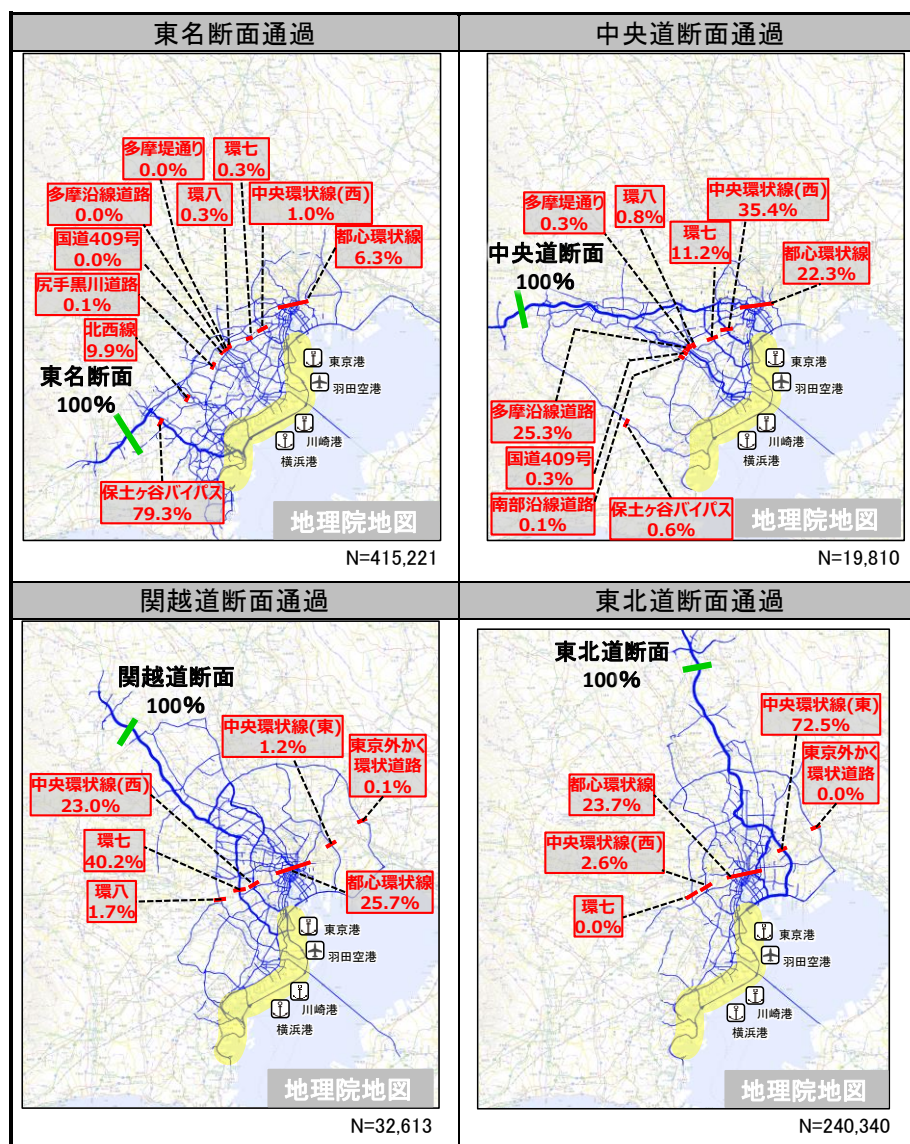 東名断面通過
多摩堤通り
0.0%
環七
0.3%
多摩沿線道路
0.0%
環八
0.3%
中央環状線(西)
1.0%
国道409号
0.0%
都心環状線
6.3%
尻手黒川道路
0.1%
北西線
9.9%
東名断面
100%
東京港
羽田空港
川崎港
横浜港
保土ヶ谷バイパス
79.3%
地理院地図
N=415,221
中央道断面通過
多摩堤通り
0.3%
環八
0.8%
中央環状線(西)
35.4%
環七
11.2%
都心環状線
22.3%
中央道断面
100%
東京港
羽田空港
川崎港
横浜港
多摩沿線道路
25.3%
国道409号
0.3%
南部沿線道路
0.1%
保土ヶ谷バイパス
0.6%
地理院地図
N=19,810
関越道断面通過
関越道断面
100%
中央環状線(東)
1.2%
東京外かく
環状道路
0.1%
中央環状線(西)
23.0%
環七
40.2%
環八
1.7%
都心環状線
25.7%
東京港
羽田空港
川崎港
横浜港
地理院地図
N=32,613
東北道断面通過
東北道断面
100%
中央環状線(東)
72.5%
東京外かく
環状道路
0.0%
都心環状線
23.7%
中央環状線(西)
2.6%
環七
0.0%
東京港
羽田空港
川崎港
横浜港
地理院地図
N=240,340